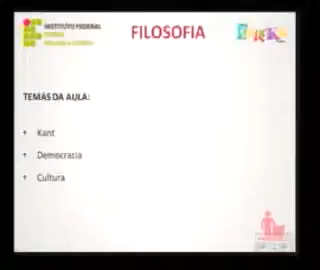 INSTITUTO FEDERAL
FILOSOFIA
TEMAS DA AULA:
Kant
Democracia
Cultura